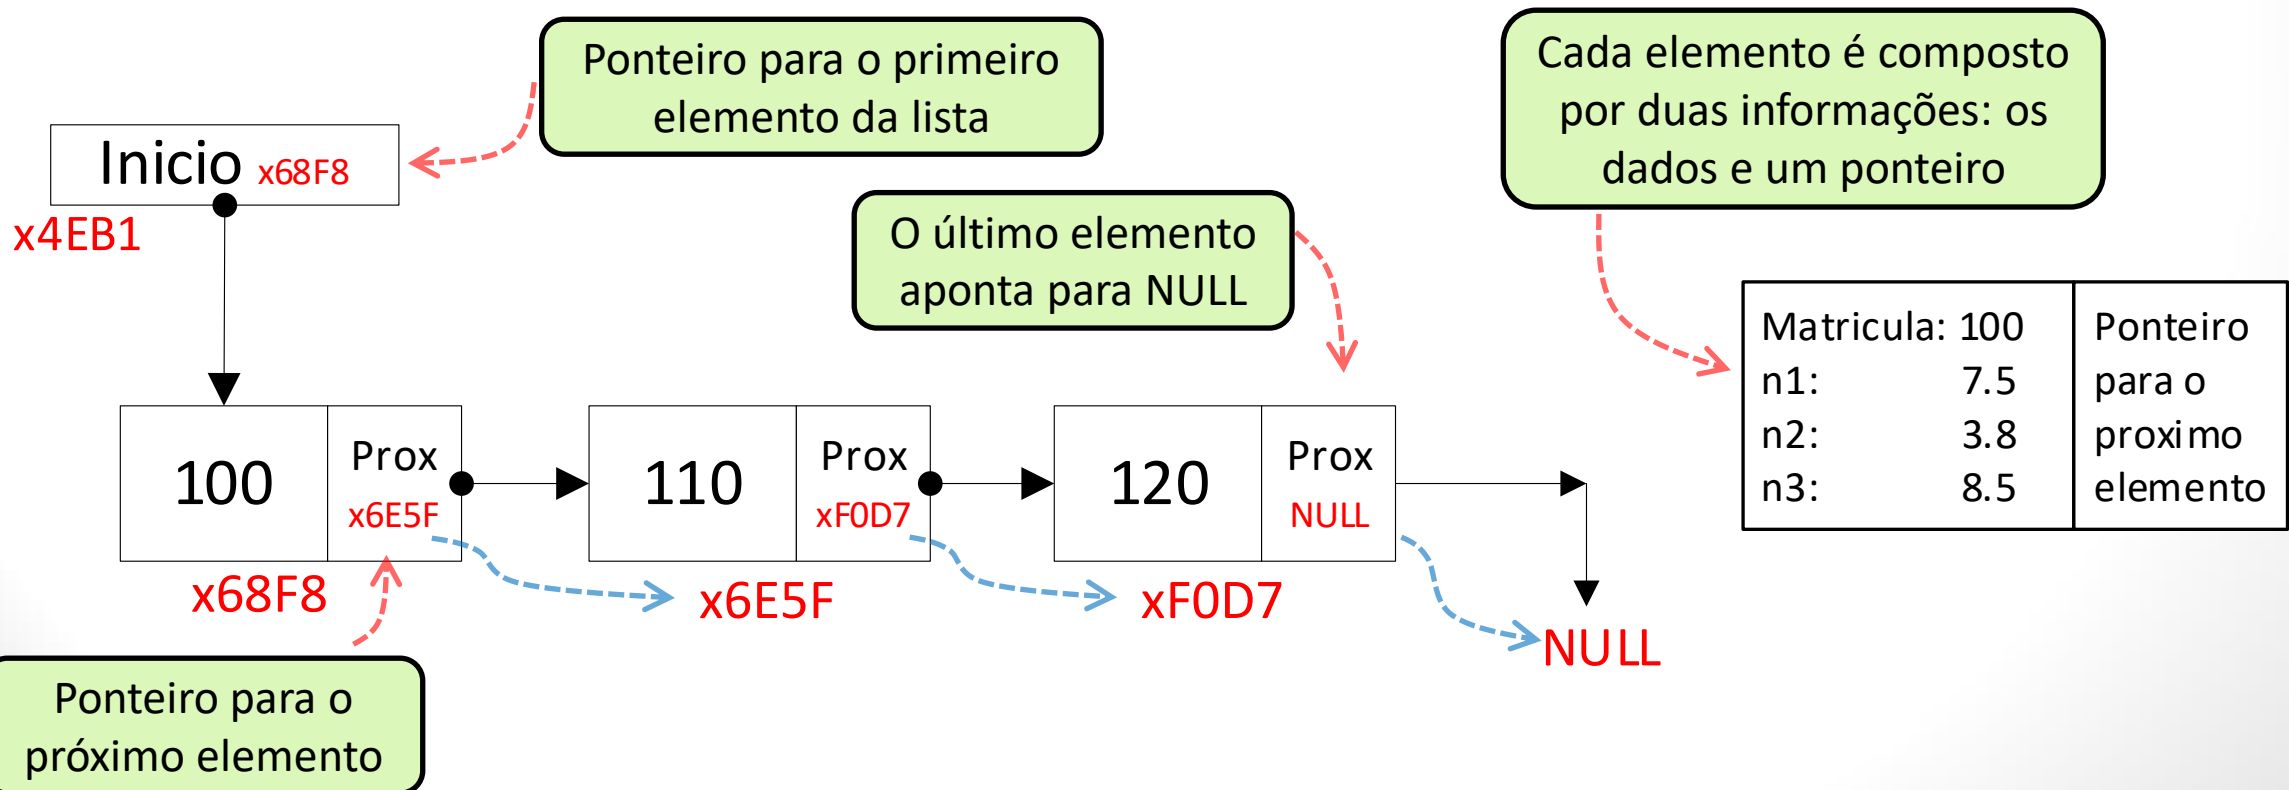 Ponteiro para o primeiro
elemento da lista
Cada elemento é composto
por duas informações: os
dados e um ponteiro
Inicio x68F8
x4EB1
O último elemento
aponta para NULL
Matricula: 100
n1: 7.5
n2: 3.8
n3: 8.5
Ponteiro
para o
proximo
elemento
100
Prox
x6E5F
x68F8
110
Prox
xF0D7
x6E5F
120
Prox
NULL
xF0D7
NULL
Ponteiro para o
próximo elemento